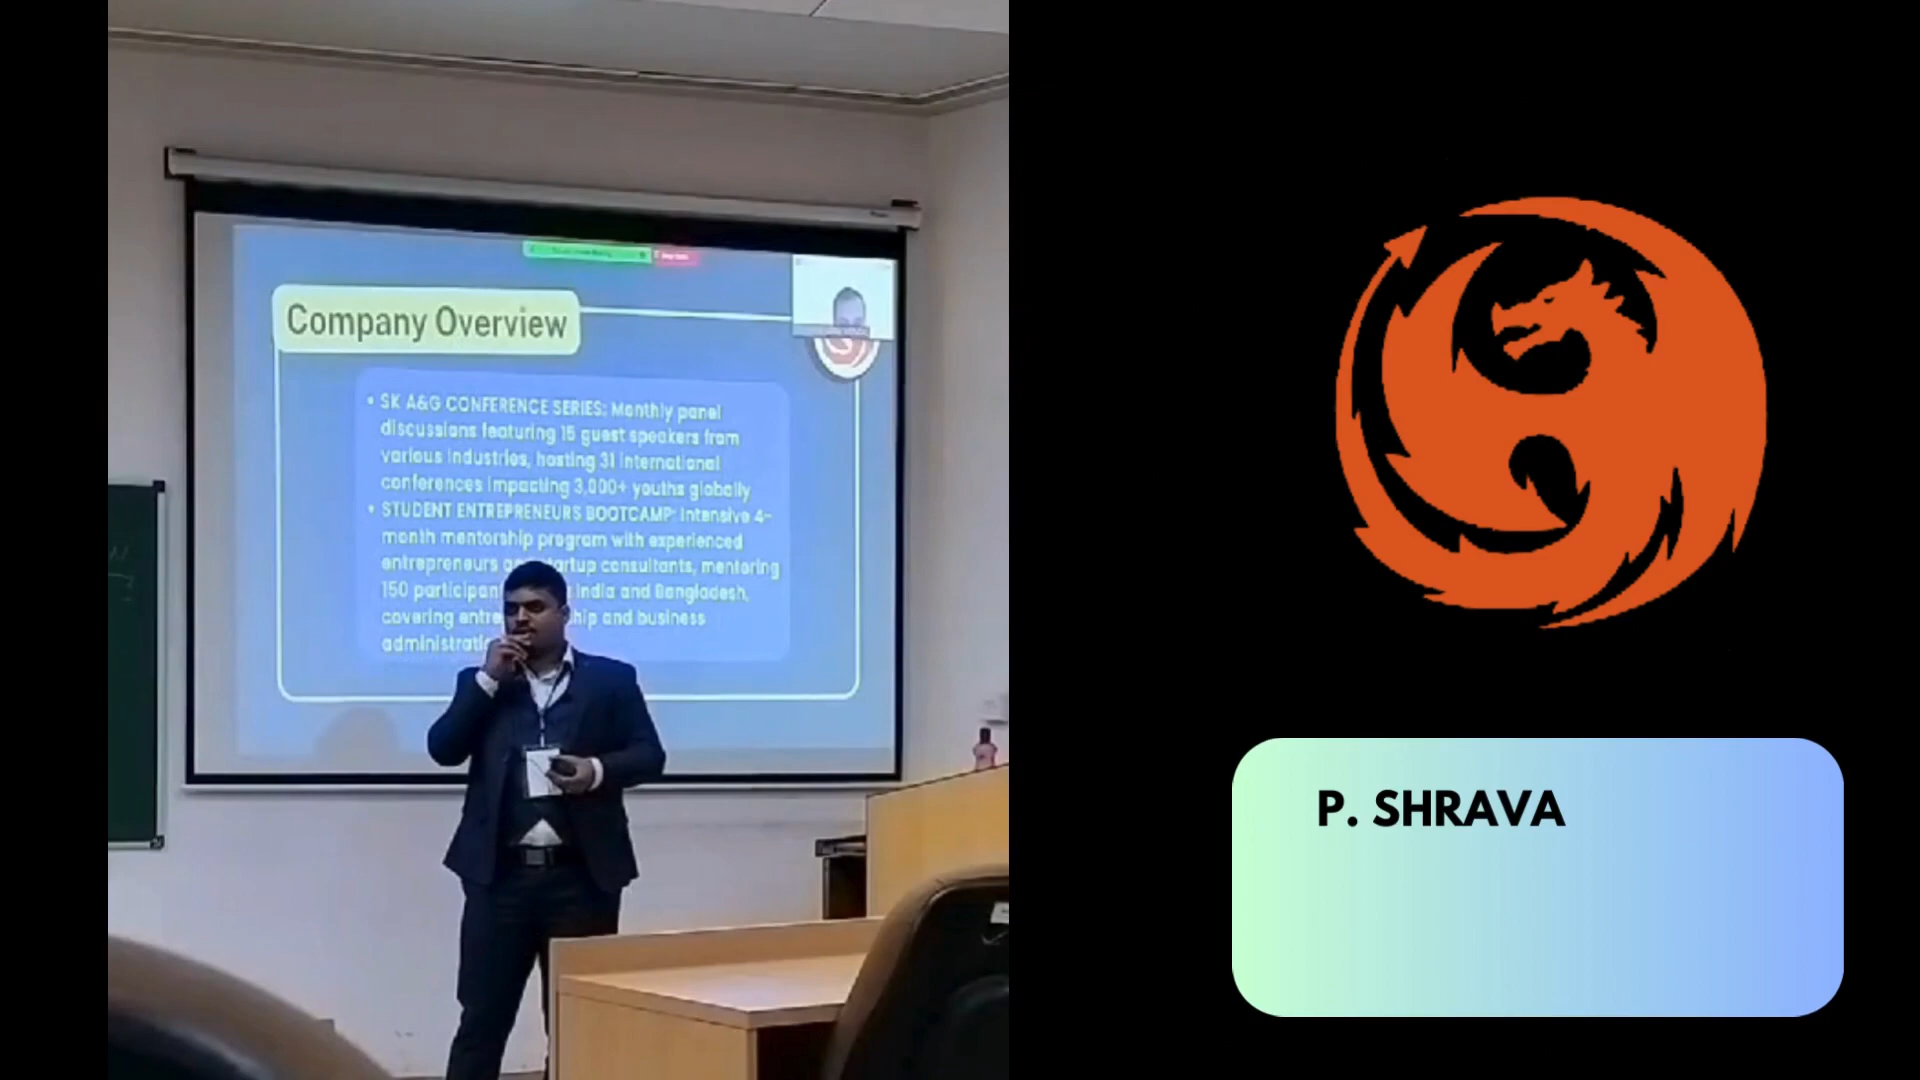 Company Overview
• SK A&G CONFERENCE SERIES: Monthly panel
discussions featuring 15 guest speakers from
various industries, hosting 31 international
conferences impacting 3,000+ youths globally
• STUDENT ENTREPRENEURS BOOTCAMP: Intensive 4-
month mentorship program with experienced
entrepreneurs startup consultants, mentoring
150 India and Bangladesh,
covering and business
P. SHRAVA